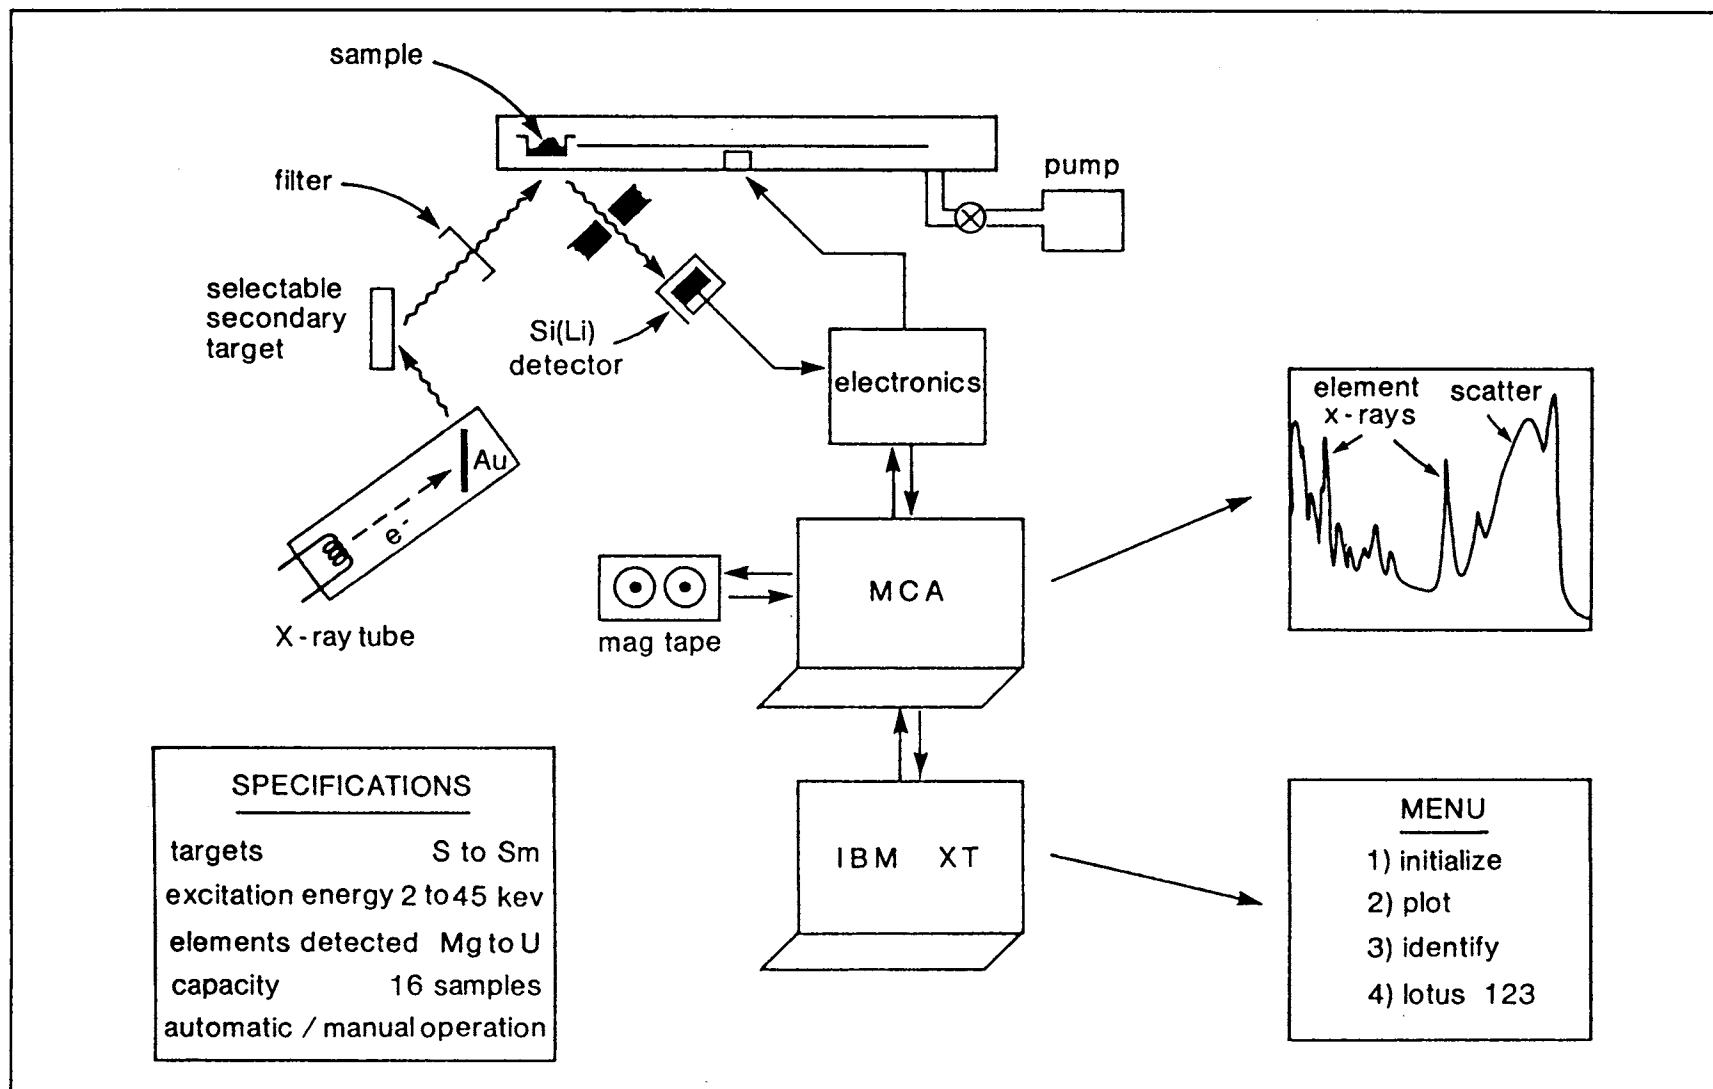 sample
filter
pump
selectable
secondary
target
Si(Li)
detector
electronics
element
x-rays
scatter
Au
e-
X-ray tube
mag tape
MCA
SPECIFICATIONS
targets S to Sm
excitation energy 2 to 45 kev
elements detected Mg to U
capacity 16 samples
automatic / manual operation
IBM XT
MENU
1) initialize
2) plot
3) identify
4) lotus 123